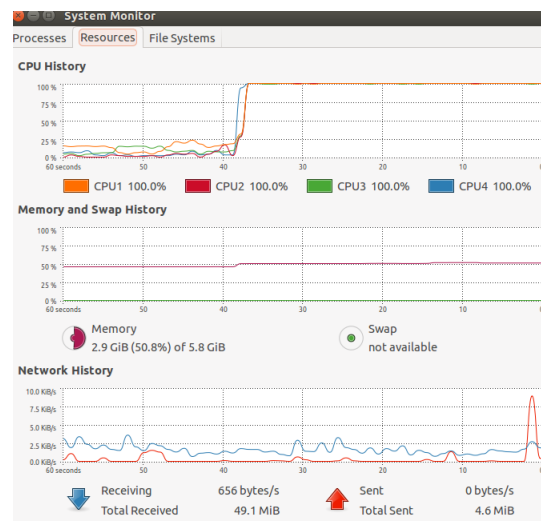 System Monitor
Processes Resources File Systems
CPU History
100 %
75 %
50 %
25 %
0 %
60 seconds 50 40 30 20 10 0
CPU1 100.0% CPU2 100.0% CPU3 100.0% CPU4 100.0%
Memory and Swap History
100 %
75 %
50 %
25 %
0 %
60 seconds 50 40 30 20 10 0
Memory
2.9 GiB (50.8%) of 5.8 GiB
Swap
not available
Network History
10.0 KiB/s
7.5 KiB/s
5.0 KiB/s
2.5 KiB/s
0.0 KiB/s
60 seconds 50 40 30 20 10 0
Receiving 656 bytes/s Sent 0 bytes/s
Total Received 49.1 MiB Total Sent 4.6 MiB